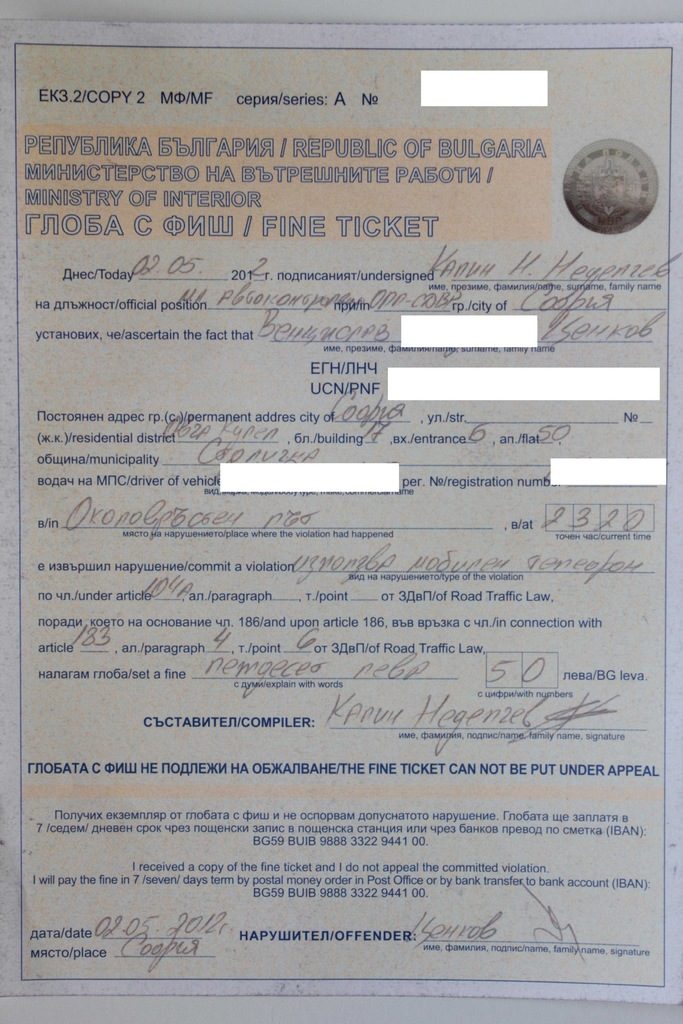 ЕКЗ.2/COPY 2 МФ/MF серия/series: А №
РЕПУБЛИКА БЪЛГАРИЯ / REPUBLIC OF BULGARIA
МИНИСТЕРСТВО НА ВЪТРЕШНИТЕ РАБОТИ /
MINISTRY OF INTERIOR
ГЛОБА С ФИШ / FINE TICKET
Днес/Today 02.05. 2012 г. подписаният/undersigned Калин Н. Неделчев
име, презиме, фамилия/name, surname, family name
на длъжност/official position мл. автоконтрольор при/in ОПП-СДВР гр./city of София
установих, че/ascertain the fact that Венцислав Ценков
име, презиме, фамилия/name, surname, family name
ЕГН/ЛНЧ
UCN/PNF
Постоянен адрес гр.(с.)/permanent addres city of София, ул./str. №
(ж.к.)/residential district бл./building 17, вх./entrance 6, ап./flat 50,
община/municipality Столична
водач на МПС/driver of vehicle рег. №/registration number
вид, марка, модел/body type, make, commercial name
в/in Околовръстен път, в/at 2320
място на нарушението/place where the violation had happened точен час/current time
е извършил нарушение/commit a violation използва мобилен телефон
вид на нарушението/type of the violation
по чл./under article 104А, ал./paragraph , т./point от ЗДвП/of Road Traffic Law,
поради което на основание чл. 186/and upon article 186, във връзка с чл./in connection with
article 183, ал./paragraph 4, т./point 6 от ЗДвП/of Road Traffic Law,
налагам глоба/set a fine петдесет лева 50 лева/BG leva.
с думи/explain with words с цифри/with numbers
СЪСТАВИТЕЛ/COMPILER: Калин Неделчев
име, фамилия, подпис/name, family name, signature
ГЛОБАТА С ФИШ НЕ ПОДЛЕЖИ НА ОБЖАЛВАНЕ/THE FINE TICKET CAN NOT BE PUT UNDER APPEAL
Получих екземпляр от глобата с фиш и не оспорвам допуснатото нарушение. Глобата ще заплатя в
7 /седем/ дневен срок чрез пощенски запис в пощенска станция или чрез банков превод по сметка (IBAN):
BG59 BUIB 9888 3322 9441 00.
I received a copy of the fine ticket and I do not appeal the committed violation.
I will pay the fine in 7 /seven/ days term by postal money order in Post Office or by bank transfer to bank account (IBAN):
BG59 BUIB 9888 3322 9441 00.
дата/date 02.05.2012г. НАРУШИТЕЛ/OFFENDER: Ценков
място/place София име, фамилия, подпис/name, family name, signature